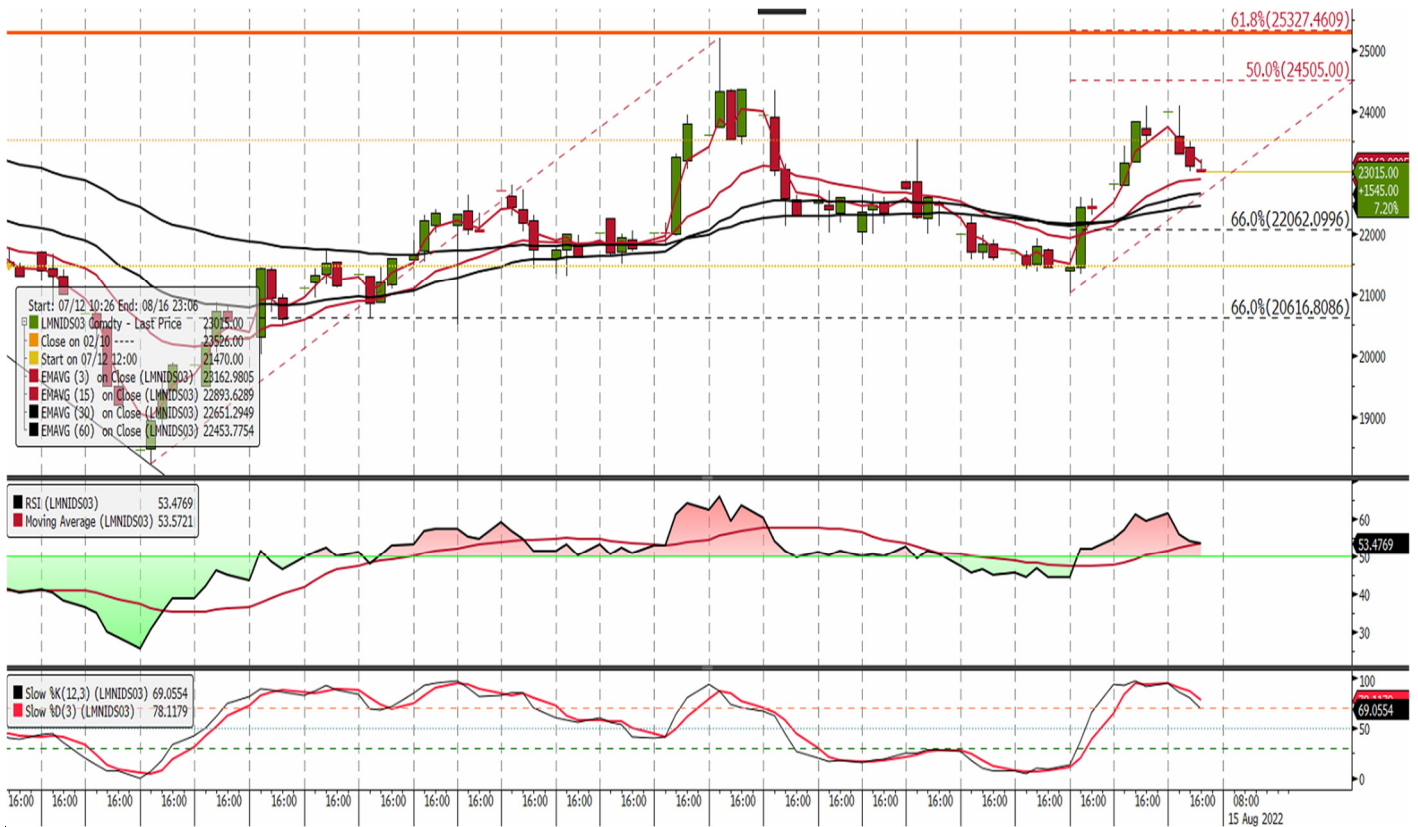 61.8%(25327.4609)
25000
50.0%(24505.00)
24000
23015.00
+1545.00
7.20%
66.0%(22062.0996)
22000
21000
66.0%(20616.8086)
20000
19000
Start: 07/12 10:26 End: 08/16 23:06
LMNIDS03 Comdty - Last Price 23015.00
Close on 02/10 ---- 23526.00
Start on 07/12 12:00 21470.00
EMAVG (3) on Close (LMNIDS03) 23162.9805
EMAVG (15) on Close (LMNIDS03) 22893.6289
EMAVG (30) on Close (LMNIDS03) 22651.2949
EMAVG (60) on Close (LMNIDS03) 22453.7754
RSI (LMNIDS03) 53.4769
Moving Average (LMNIDS03) 53.5721
60
53.4769
50
40
30
Slow %K(12,3) (LMNIDS03) 69.0554
Slow %D(3) (LMNIDS03) 78.1179
100
69.0554
50
0
16:00 16:00 16:00 16:00 16:00 16:00 16:00 16:00 16:00 16:00 16:00 16:00 16:00 16:00 16:00 16:00 16:00 16:00 16:00 16:00 16:00 16:00 16:00 16:00 08:00
15 Aug 2022